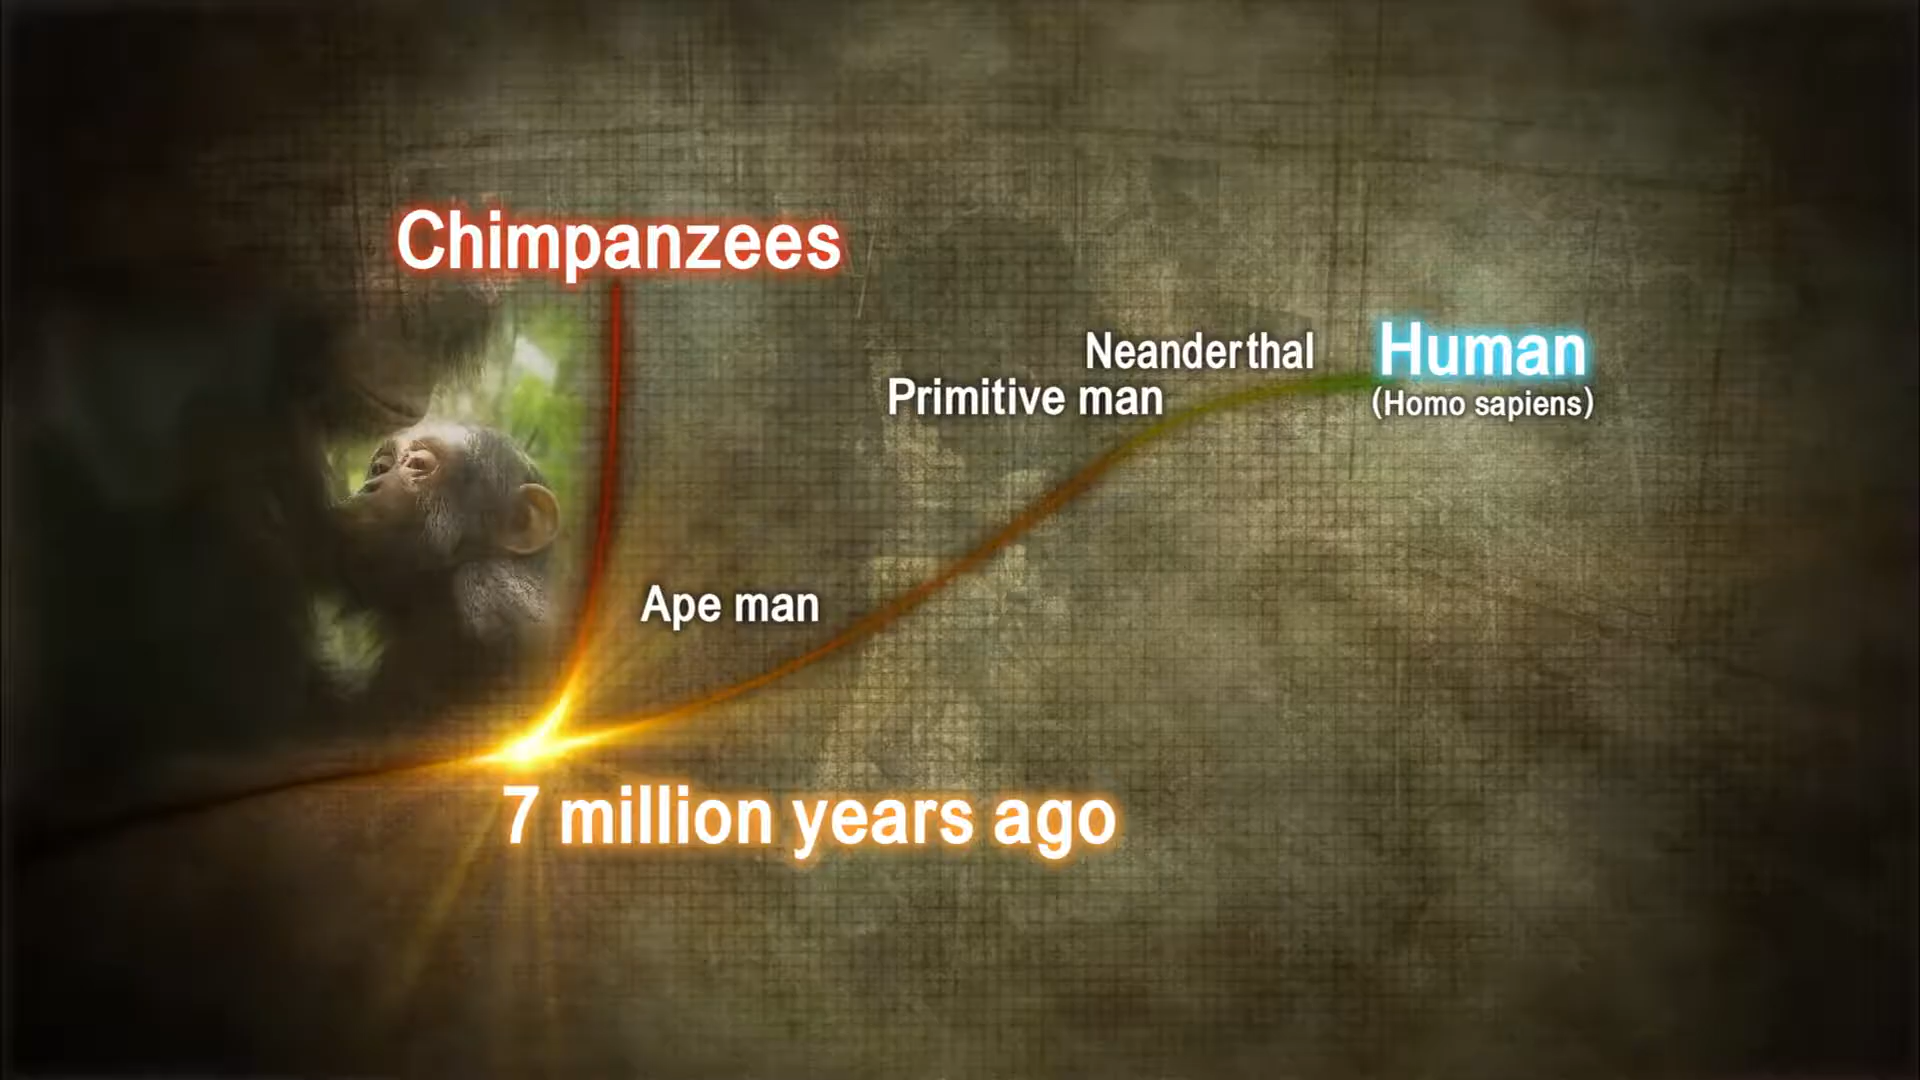 Chimpanzees
Neanderthal
Human
Primitive man
(Homo sapiens)
Ape man
7 million years ago